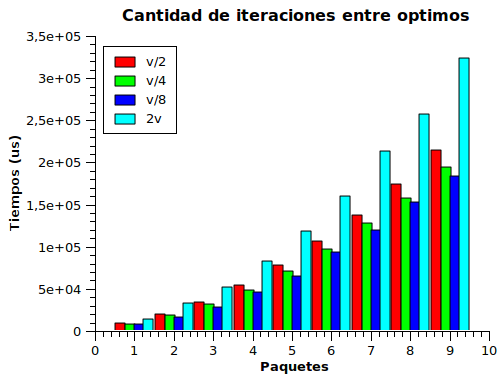 Cantidad de iteraciones entre optimos
3,5e+05
3e+05
2,5e+05
2e+05
1,5e+05
1e+05
5e+04
0
Tiempos (us)
v/2
v/4
v/8
2v
0 1 2 3 4 5 6 7 8 9 10
Paquetes